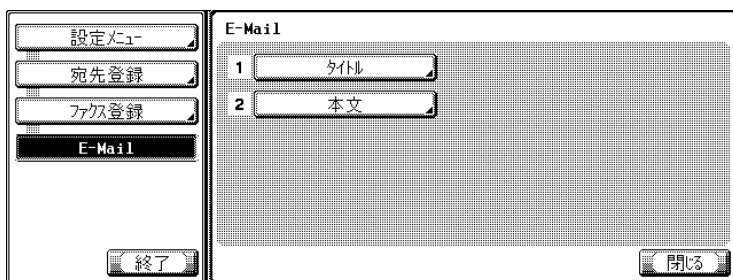 設定ﾒﾆｭｰ
宛先登録
ﾌｧｸｽ登録
E-Mail
終了
E-Mail
1 ﾀｲﾄﾙ
2 本文
閉じる